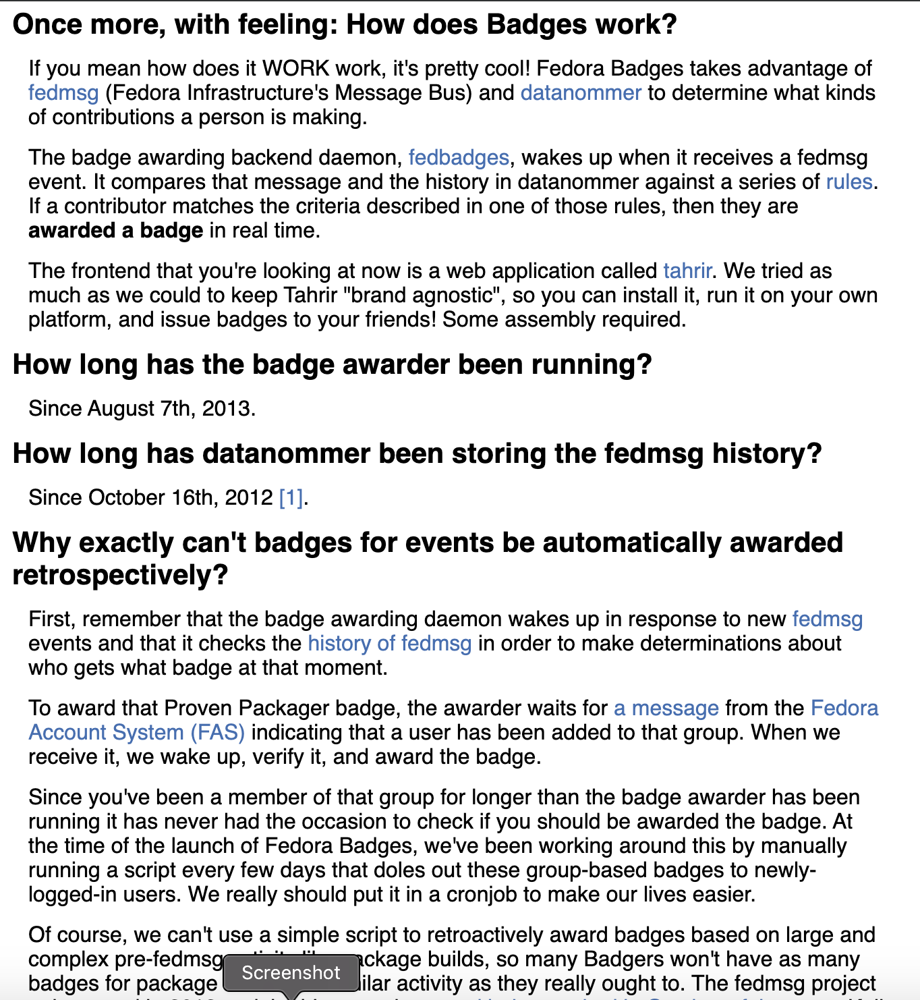 Once more, with feeling: How does Badges work?
If you mean how does it WORK work, it's pretty cool! Fedora Badges takes advantage of
fedmsg (Fedora Infrastructure's Message Bus) and datanommer to determine what kinds
of contributions a person is making.
The badge awarding backend daemon, fedbadges, wakes up when it receives a fedmsg
event. It compares that message and the history in datanommer against a series of rules.
If a contributor matches the criteria described in one of those rules, then they are
awarded a badge in real time.
The frontend that you're looking at now is a web application called tahrir. We tried as
much as we could to keep Tahrir "brand agnostic", so you can install it, run it on your own
platform, and issue badges to your friends! Some assembly required.
How long has the badge awarder been running?
Since August 7th, 2013.
How long has datanommer been storing the fedmsg history?
Since October 16th, 2012 [1].
Why exactly can't badges for events be automatically awarded
retrospectively?
First, remember that the badge awarding daemon wakes up in response to new fedmsg
events and that it checks the history of fedmsg in order to make determinations about
who gets what badge at that moment.
To award that Proven Packager badge, the awarder waits for a message from the Fedora
Account System (FAS) indicating that a user has been added to that group. When we
receive it, we wake up, verify it, and award the badge.
Since you've been a member of that group for longer than the badge awarder has been
running it has never had the occasion to check if you should be awarded the badge. At
the time of the launch of Fedora Badges, we've been working around this by manually
running a script every few days that doles out these group-based badges to newly-
logged-in users. We really should put it in a cronjob to make our lives easier.
Of course, we can't use a simple script to retroactively award badges based on large and
complex pre-fedmsg ackage builds, so many Badgers won't have as many
badges for package ilar activity as they really ought to. The fedmsg project
Screenshot